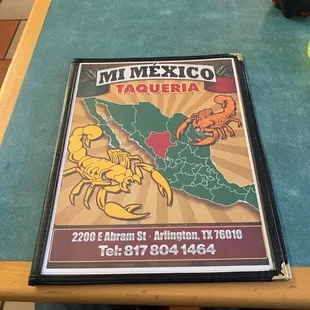 MI MÉXICO
TAQUERIA
2200 E Abram St · Arlington, TX 76010
Tel: 817 804 1464